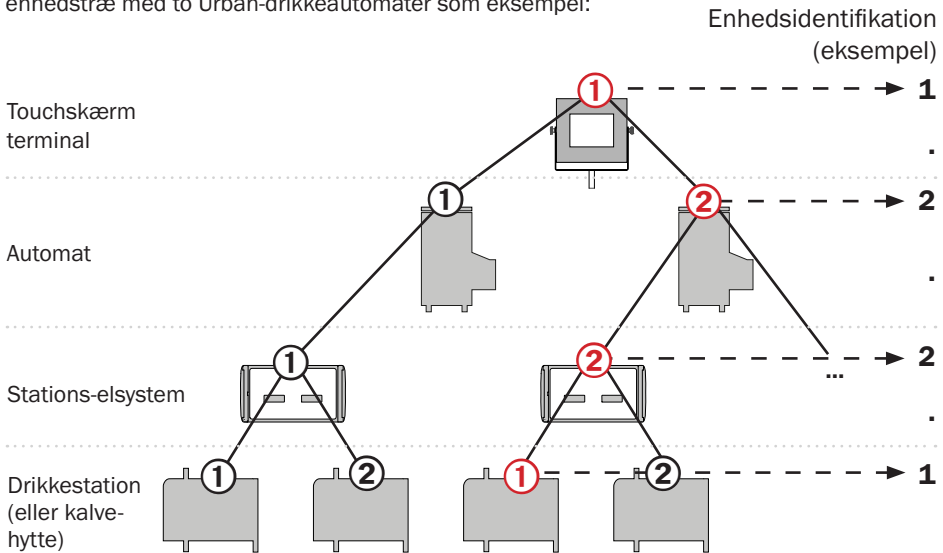 enhedstræ med to Urban-drikkeautomater som eksempel:
Enhedsidentifikation
(eksempel)
1
1
Touchskærm
terminal
.
1
2
2
Automat
.
1
2
2
...
Stations-elsystem
.
1
2
1
2
1
Drikkestation
(eller kalve-
hytte)